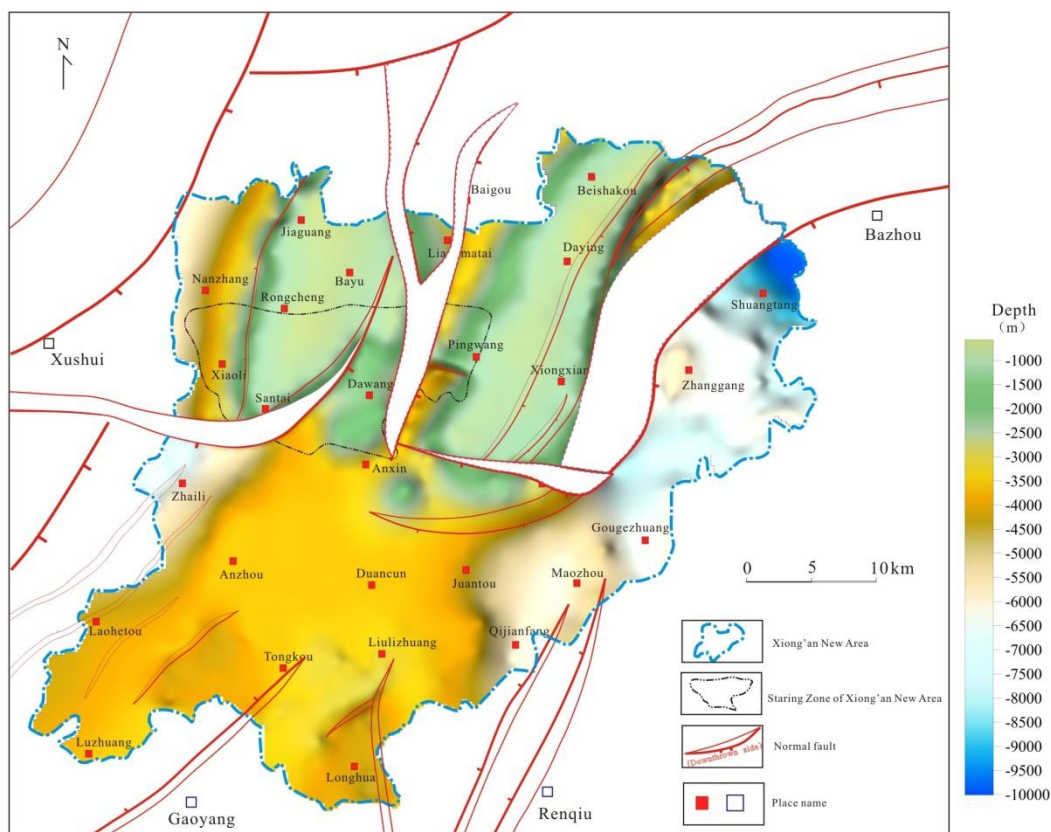 N
Baigou
Beishakou
Jiaguang
Bazhou
Daying
Bayu
Nanzhang
Shuangtang
Rongcheng
Depth
(m)
Xushui
Pingwang
Xiaoli
Zhanggang
Xiongxian
Dawang
Santai
Anxin
Zhaili
Gougezhuang
Anzhou
Duancun
Juantou
Maozhou
0 5 10km
Laohetou
Qijianfang
Liulizhuang
Tongkou
Luzhuang
Longhua
Gaoyang
Renqiu
Xiong'an New Area
Staring Zone of Xiong'an New Area
Normal fault
(Downthrown side)
Place name
-1000
-1500
-2000
-2500
-3000
-3500
-4000
-4500
-5000
-5500
-6000
-6500
-7000
-7500
-8000
-8500
-9000
-9500
-10000